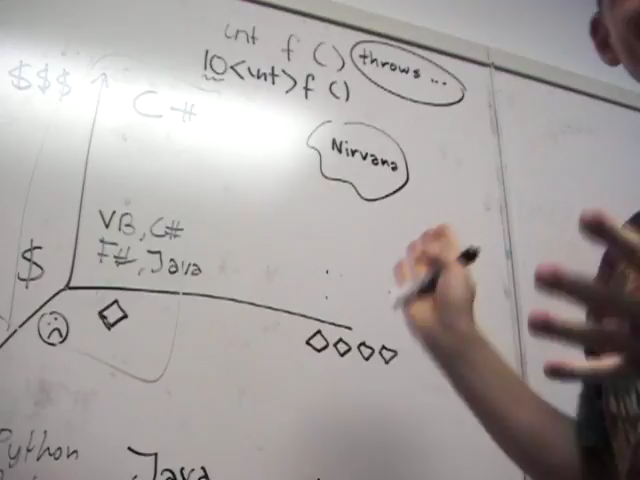 int f () throws ...
IO<int>f ()
$$$
C#
Nirvana
VB, C#
F#, Java
$
Python
Java